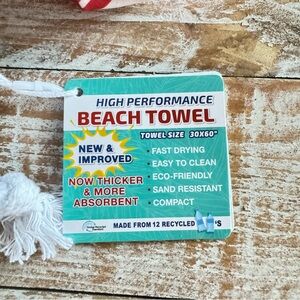 HIGH PERFORMANCE
BEACH TOWEL
TOWEL SIZE 30X60"
NEW &
IMPROVED
NOW THICKER
& MORE
ABSORBENT
• FAST DRYING
• EASY TO CLEAN
• ECO-FRIENDLY
• SAND RESISTANT
• COMPACT
MADE FROM 12 RECYCLED 'S